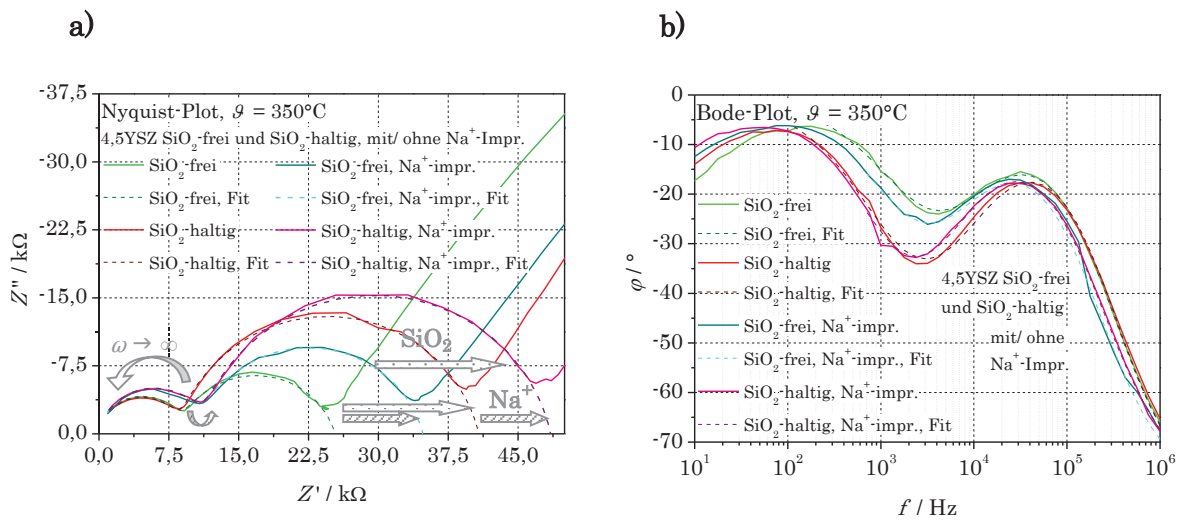 a)
Nyquist-Plot, ϑ = 350°C
4,5YSZ SiO₂-frei und SiO₂-haltig, mit/ ohne Na⁺-Impr.
SiO₂-frei
SiO₂-frei, Fit
SiO₂-haltig
SiO₂-haltig, Fit
SiO₂-frei, Na⁺-impr.
SiO₂-frei, Na⁺-impr., Fit
SiO₂-haltig, Na⁺-impr.
SiO₂-haltig, Na⁺-impr., Fit
ω → ∞
SiO₂
Na⁺
-37,5
-30,0
-22,5
-15,0
-7,5
0,0
Z'' / kΩ
0,0 7,5 15,0 22,5 30,0 37,5 45,0
Z' / kΩ
b)
Bode-Plot, ϑ = 350°C
SiO₂-frei
SiO₂-frei, Fit
SiO₂-haltig
SiO₂-haltig, Fit
SiO₂-frei, Na⁺-impr.
SiO₂-frei, Na⁺-impr., Fit
SiO₂-haltig, Na⁺-impr.
SiO₂-haltig, Na⁺-impr., Fit
4,5YSZ SiO₂-frei
und SiO₂-haltig
mit/ ohne
Na⁺-Impr.
0
-10
-20
-30
-40
-50
-60
-70
φ / °
10¹ 10² 10³ 10⁴ 10⁵ 10⁶
f / Hz